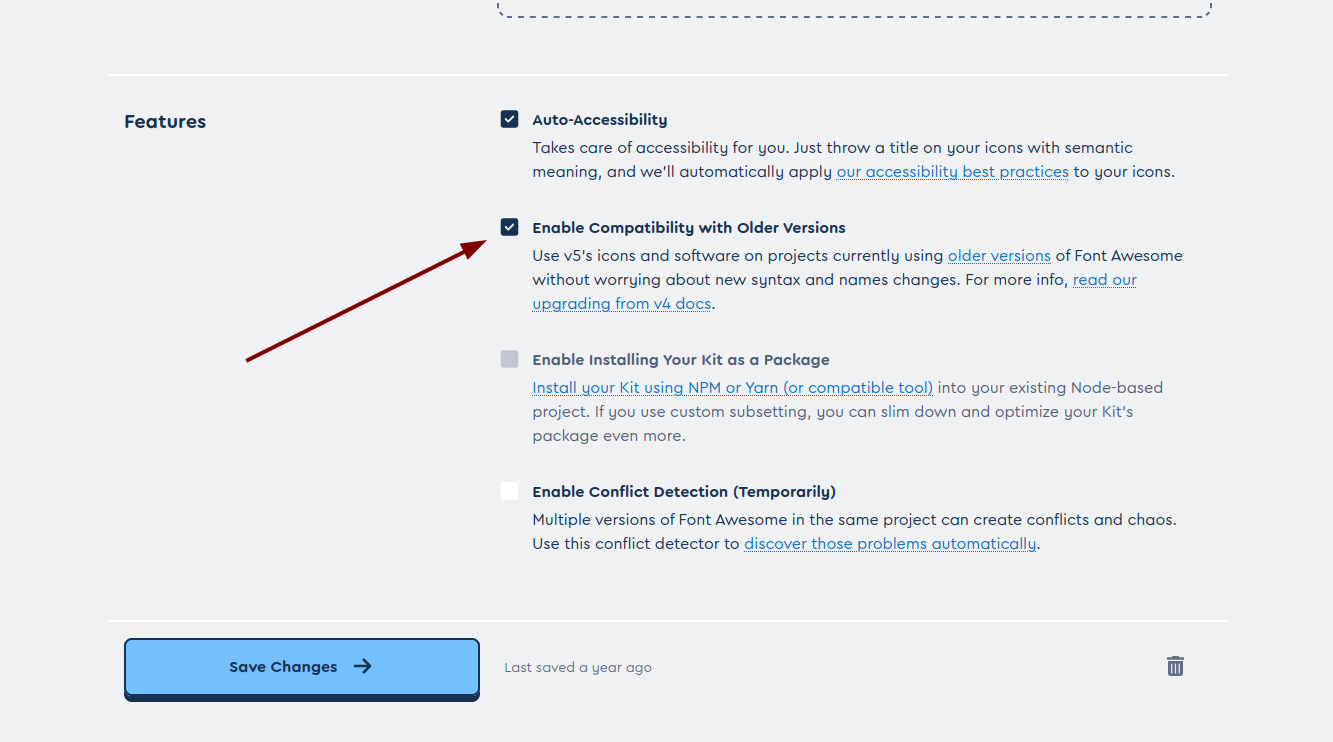 Features
Auto-Accessibility
Takes care of accessibility for you. Just throw a title on your icons with semantic
meaning, and we'll automatically apply our accessibility best practices to your icons.
Enable Compatibility with Older Versions
Use v5's icons and software on projects currently using older versions of Font Awesome
without worrying about new syntax and names changes. For more info, read our
upgrading from v4 docs.
Enable Installing Your Kit as a Package
Install your Kit using NPM or Yarn (or compatible tool) into your existing Node-based
project. If you use custom subsetting, you can slim down and optimize your Kit's
package even more.
Enable Conflict Detection (Temporarily)
Multiple versions of Font Awesome in the same project can create conflicts and chaos.
Use this conflict detector to discover those problems automatically.
Save Changes
Last saved a year ago